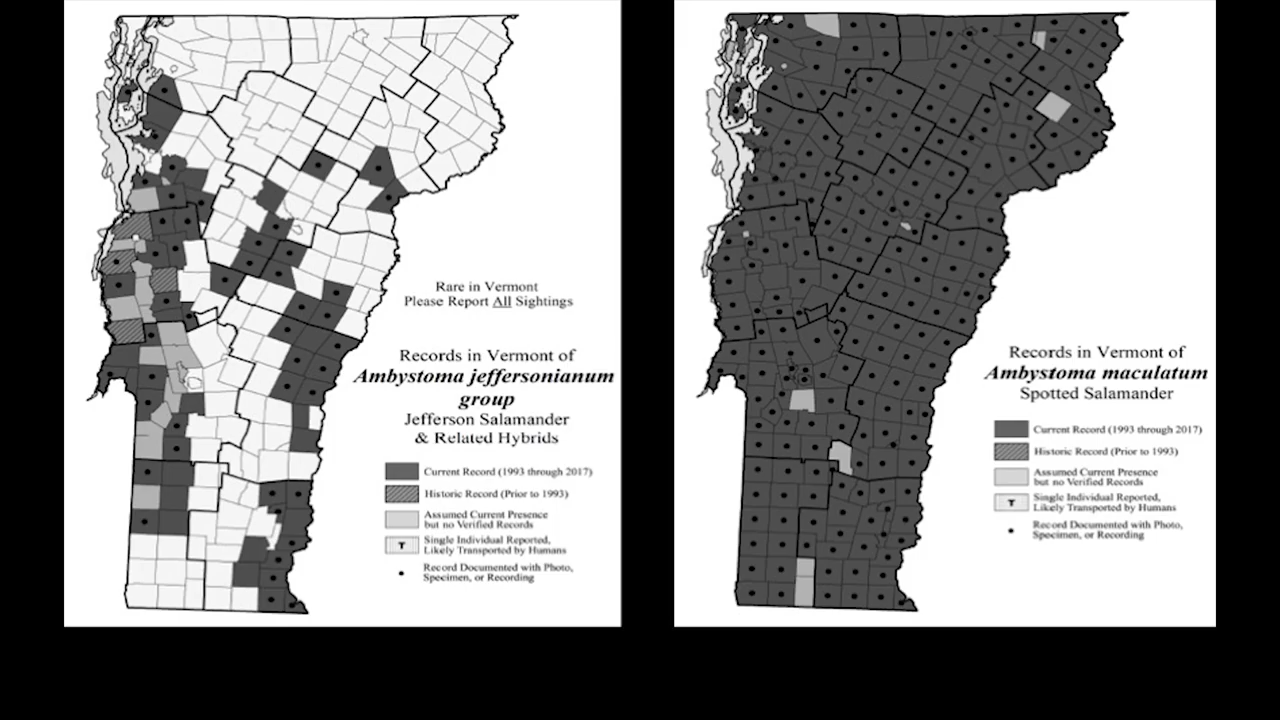 Rare in Vermont
Please Report All Sightings
Records in Vermont of
Ambystoma jeffersonianum
group
Jefferson Salamander
& Related Hybrids
Current Record (1993 through 2017)
Historic Record (Prior to 1993)
Assumed Current Presence
but no Verified Records
T
Single Individual Reported,
Likely Transported by Humans
Record Documented with Photo,
Specimen, or Recording
Records in Vermont of
Ambystoma maculatum
Spotted Salamander
Current Record (1993 through 2017)
Historic Record (Prior to 1993)
Assumed Current Presence
but no Verified Records
T
Single Individual Reported,
Likely Transported by Humans
Record Documented with Photo,
Specimen, or Recording